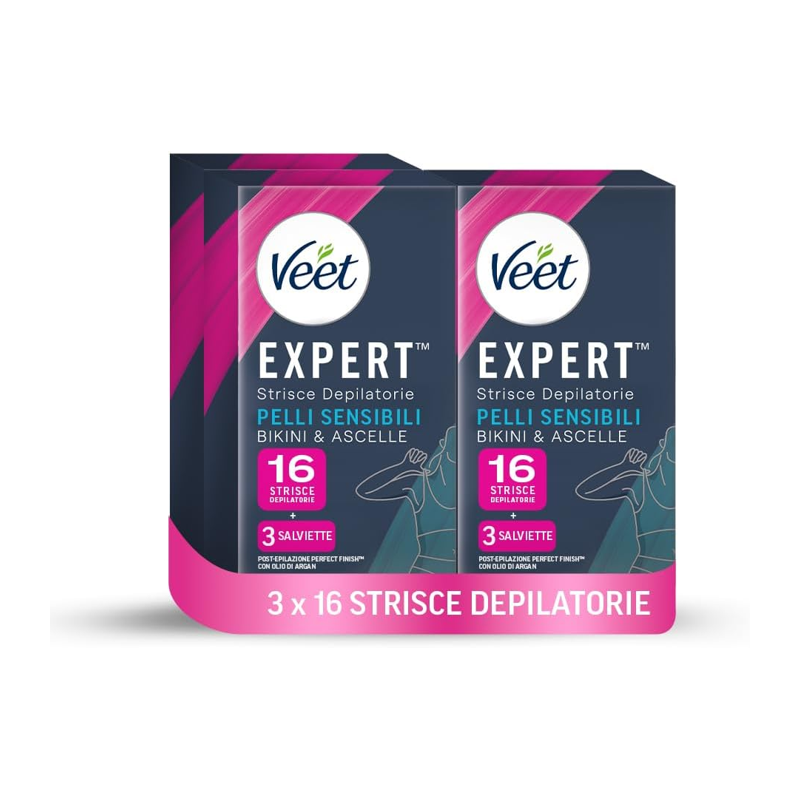 Veet
EXPERT™
Strisce Depilatorie
PELLI SENSIBILI
BIKINI & ASCELLE
16
STRISCE
DEPILATORIE
+
3 SALVIETTE
POST-EPILAZIONE PERFECT FINISH™
CON OLIO DI ARGAN
Veet
EXPERT™
Strisce Depilatorie
PELLI SENSIBILI
BIKINI & ASCELLE
16
STRISCE
DEPILATORIE
+
3 SALVIETTE
POST-EPILAZIONE PERFECT FINISH™
CON OLIO DI ARGAN
3 x 16 STRISCE DEPILATORIE